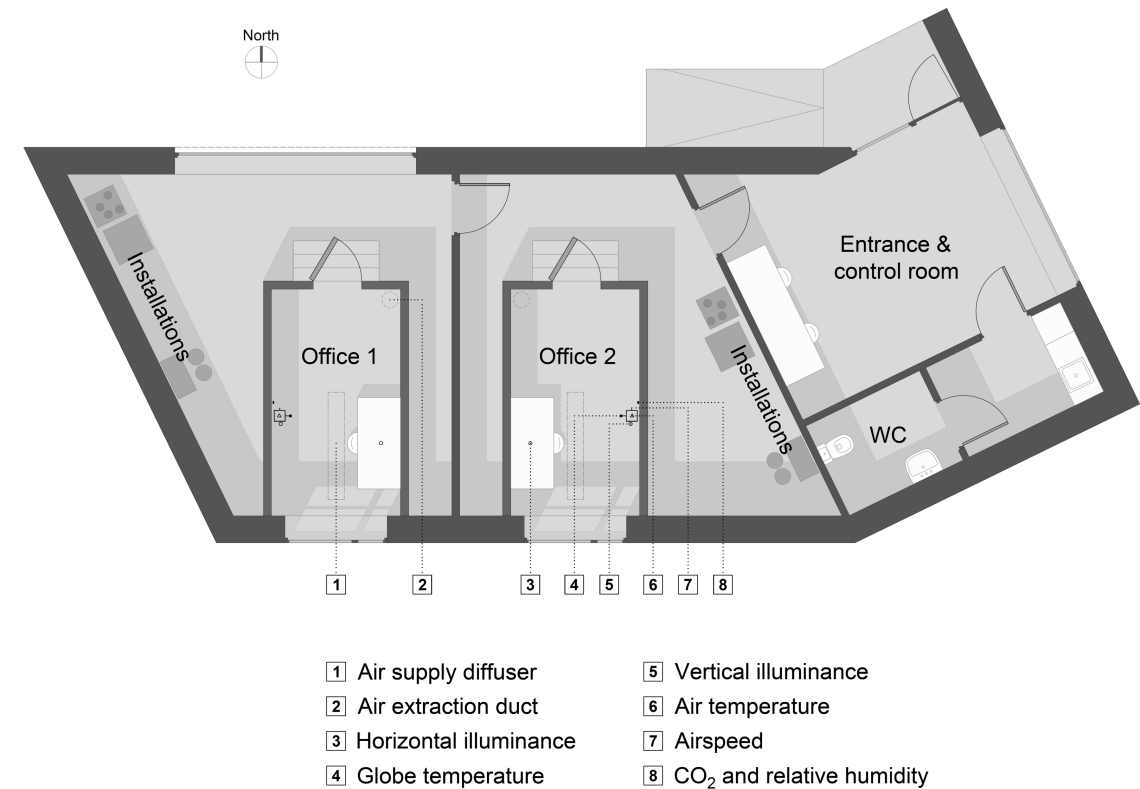 North
Entrance &
control room
Installations
Office 1
Office 2
Installations
WC
1 2 3 4 5 6 7 8
1 Air supply diffuser
2 Air extraction duct
3 Horizontal illuminance
4 Globe temperature
5 Vertical illuminance
6 Air temperature
7 Airspeed
8 CO₂ and relative humidity